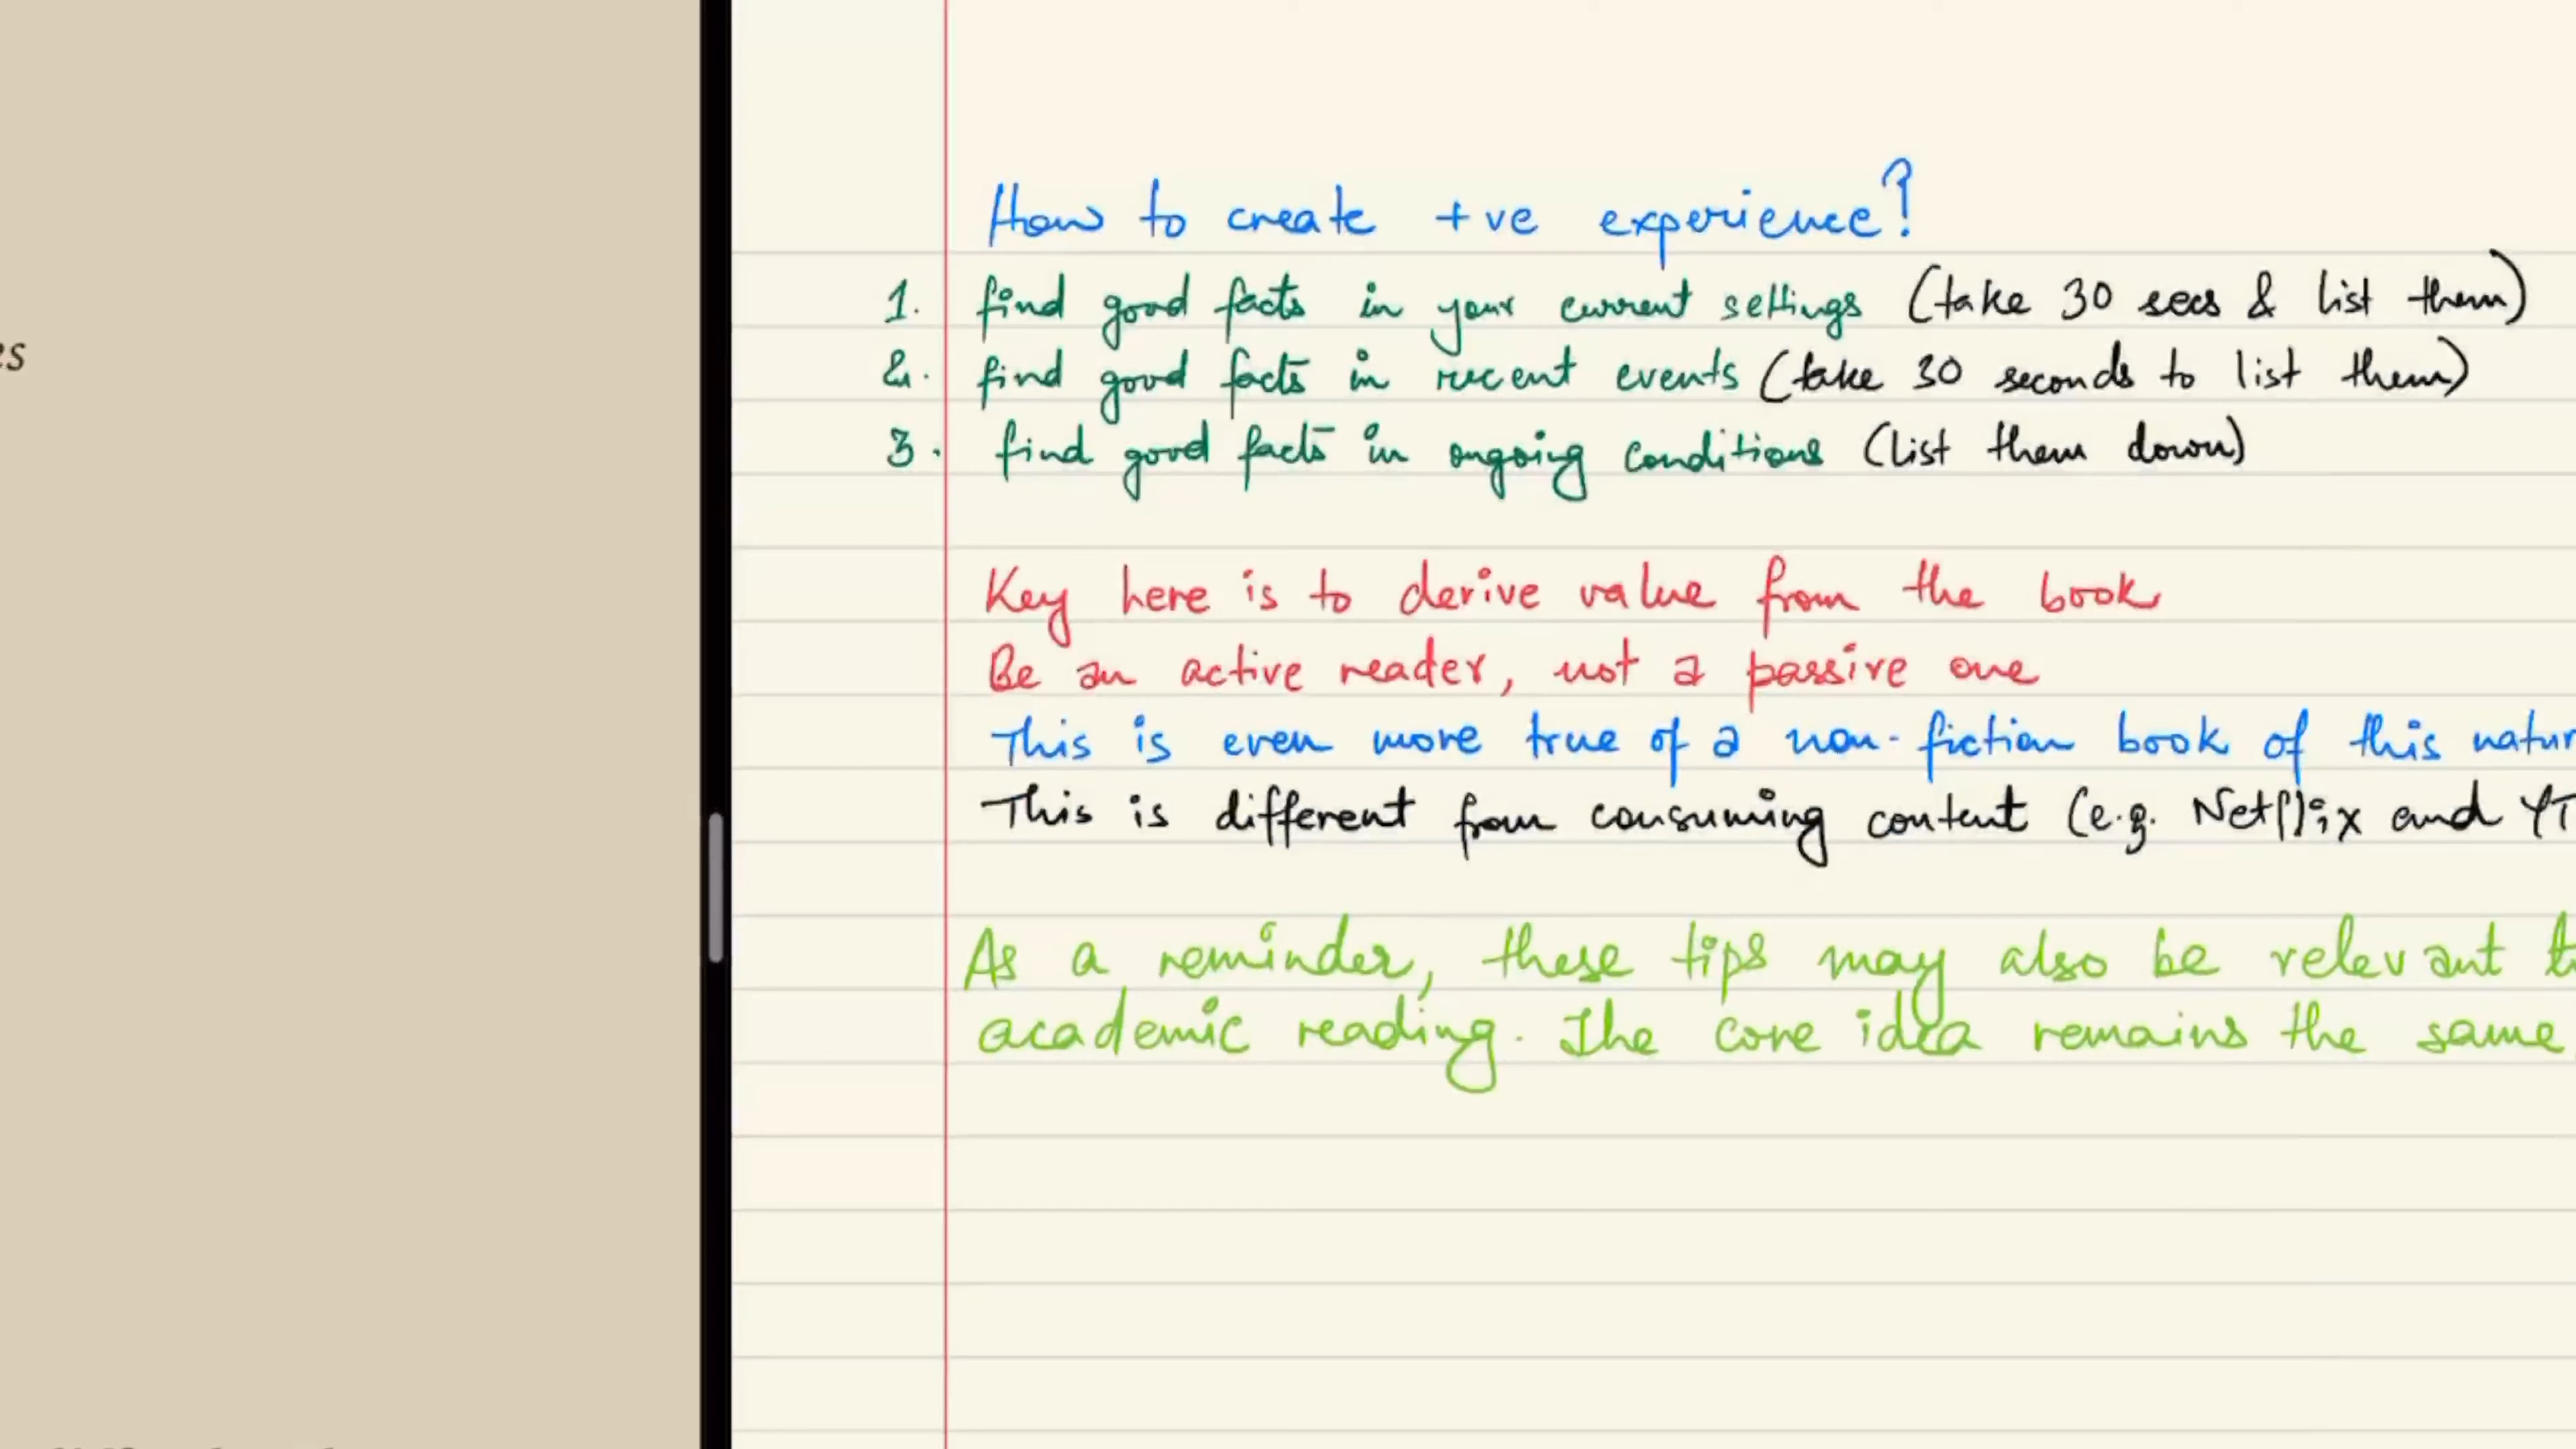 es
How to create +ve experience?
1. find good facts in your current settings (take 30 secs & list them)
2. find good facts in recent events (take 30 seconds to list them)
3. find good facts in ongoing conditions (list them down)
Key here is to derive value from the book
Be an active reader, not a passive one
This is even more true of a non-fiction book of this natur
This is different from consuming content (e.g. Netflix and YT
As a reminder, these tips may also be relevant t
academic reading. The core idea remains the same